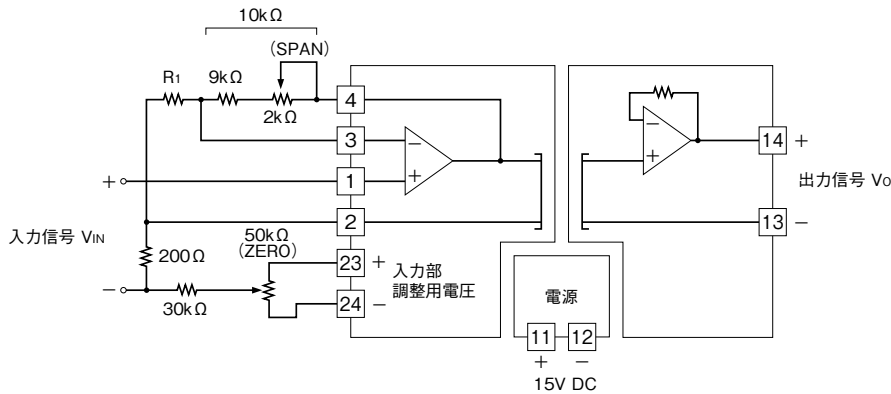 10kΩ
(SPAN)
R1 9kΩ
2kΩ
4
3
1
2
23
24
−
+
+
入力信号 VIN
−
200Ω
50kΩ
(ZERO)
30kΩ
+
−
入力部
調整用電圧
電源
11 12
+ −
15V DC
−
+
14 +
出力信号 VO
13 −